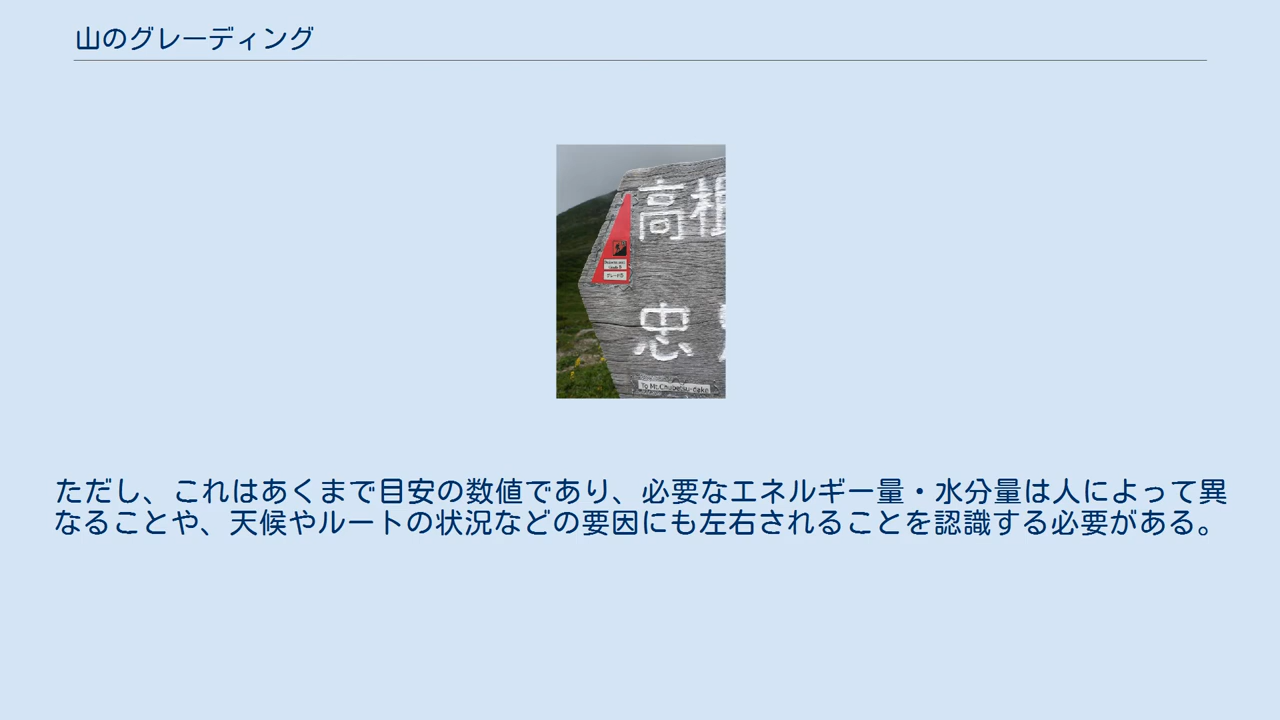 山のグレーディング
高
忠
To Mt.Chubetsu-dake
ただし、これはあくまで目安の数値であり、必要なエネルギー量・水分量は人によって異
なることや、天候やルートの状況などの要因にも左右されることを認識する必要がある。